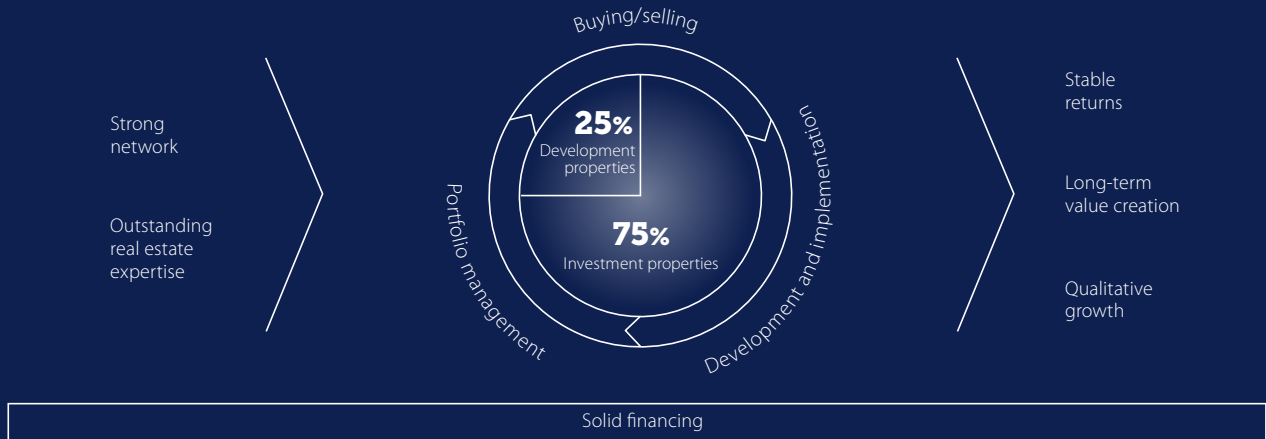 Strong
network
Outstanding
real estate
expertise
Buying/selling
25%
Development
properties
75%
Investment properties
Portfolio management
Development and implementation
Stable
returns
Long-term
value creation
Qualitative
growth
Solid financing